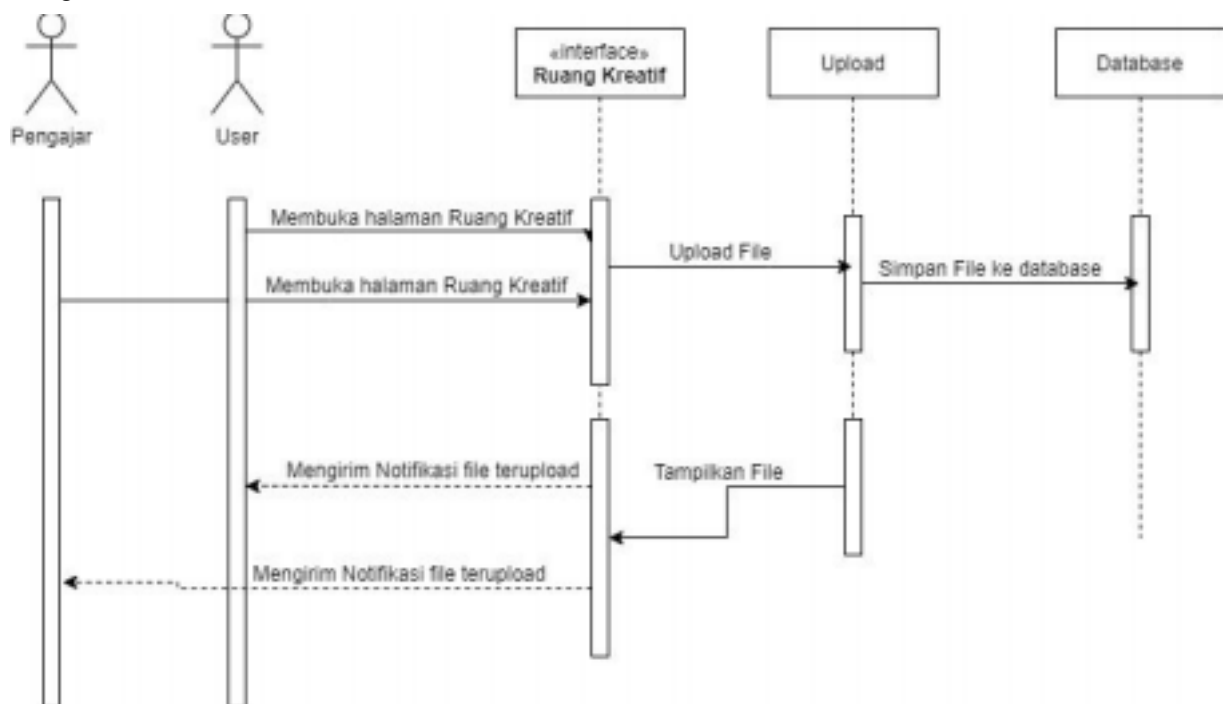 «interface»
Ruang Kreatif
Upload
Database
Pengajar
User
Membuka halaman Ruang Kreatif
Upload File
Simpan File ke database
Membuka halaman Ruang Kreatif
Mengirim Notifikasi file terupload
Tampilkan File
Mengirim Notifikasi file terupload